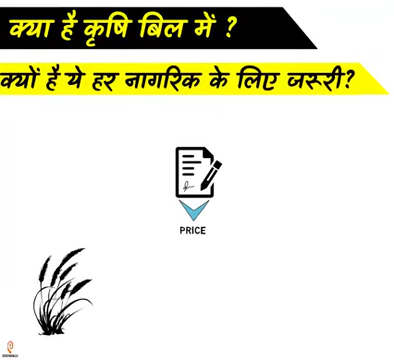 क्या है कृषि बिल में ?
क्यों है ये हर नागरिक के लिए जरूरी?
PRICE